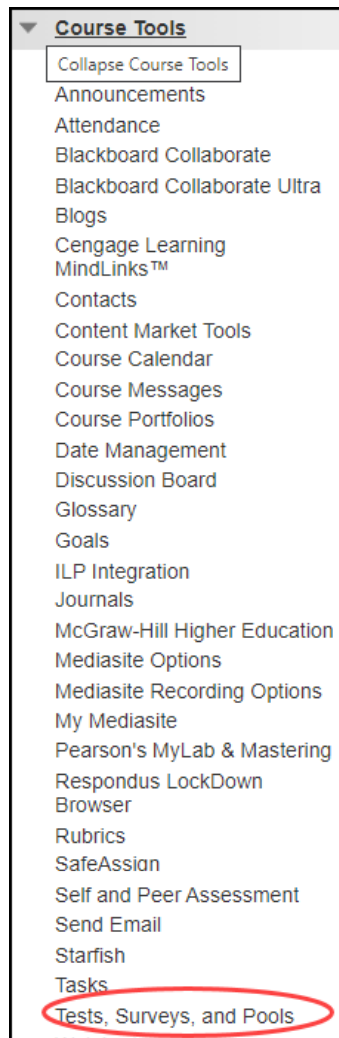 Course Tools
Collapse Course Tools
Announcements
Attendance
Blackboard Collaborate
Blackboard Collaborate Ultra
Blogs
Cengage Learning
MindLinks™
Contacts
Content Market Tools
Course Calendar
Course Messages
Course Portfolios
Date Management
Discussion Board
Glossary
Goals
ILP Integration
Journals
McGraw-Hill Higher Education
Mediasite Options
Mediasite Recording Options
My Mediasite
Pearson's MyLab & Mastering
Respondus LockDown
Browser
Rubrics
SafeAssign
Self and Peer Assessment
Send Email
Starfish
Tasks
Tests, Surveys, and Pools